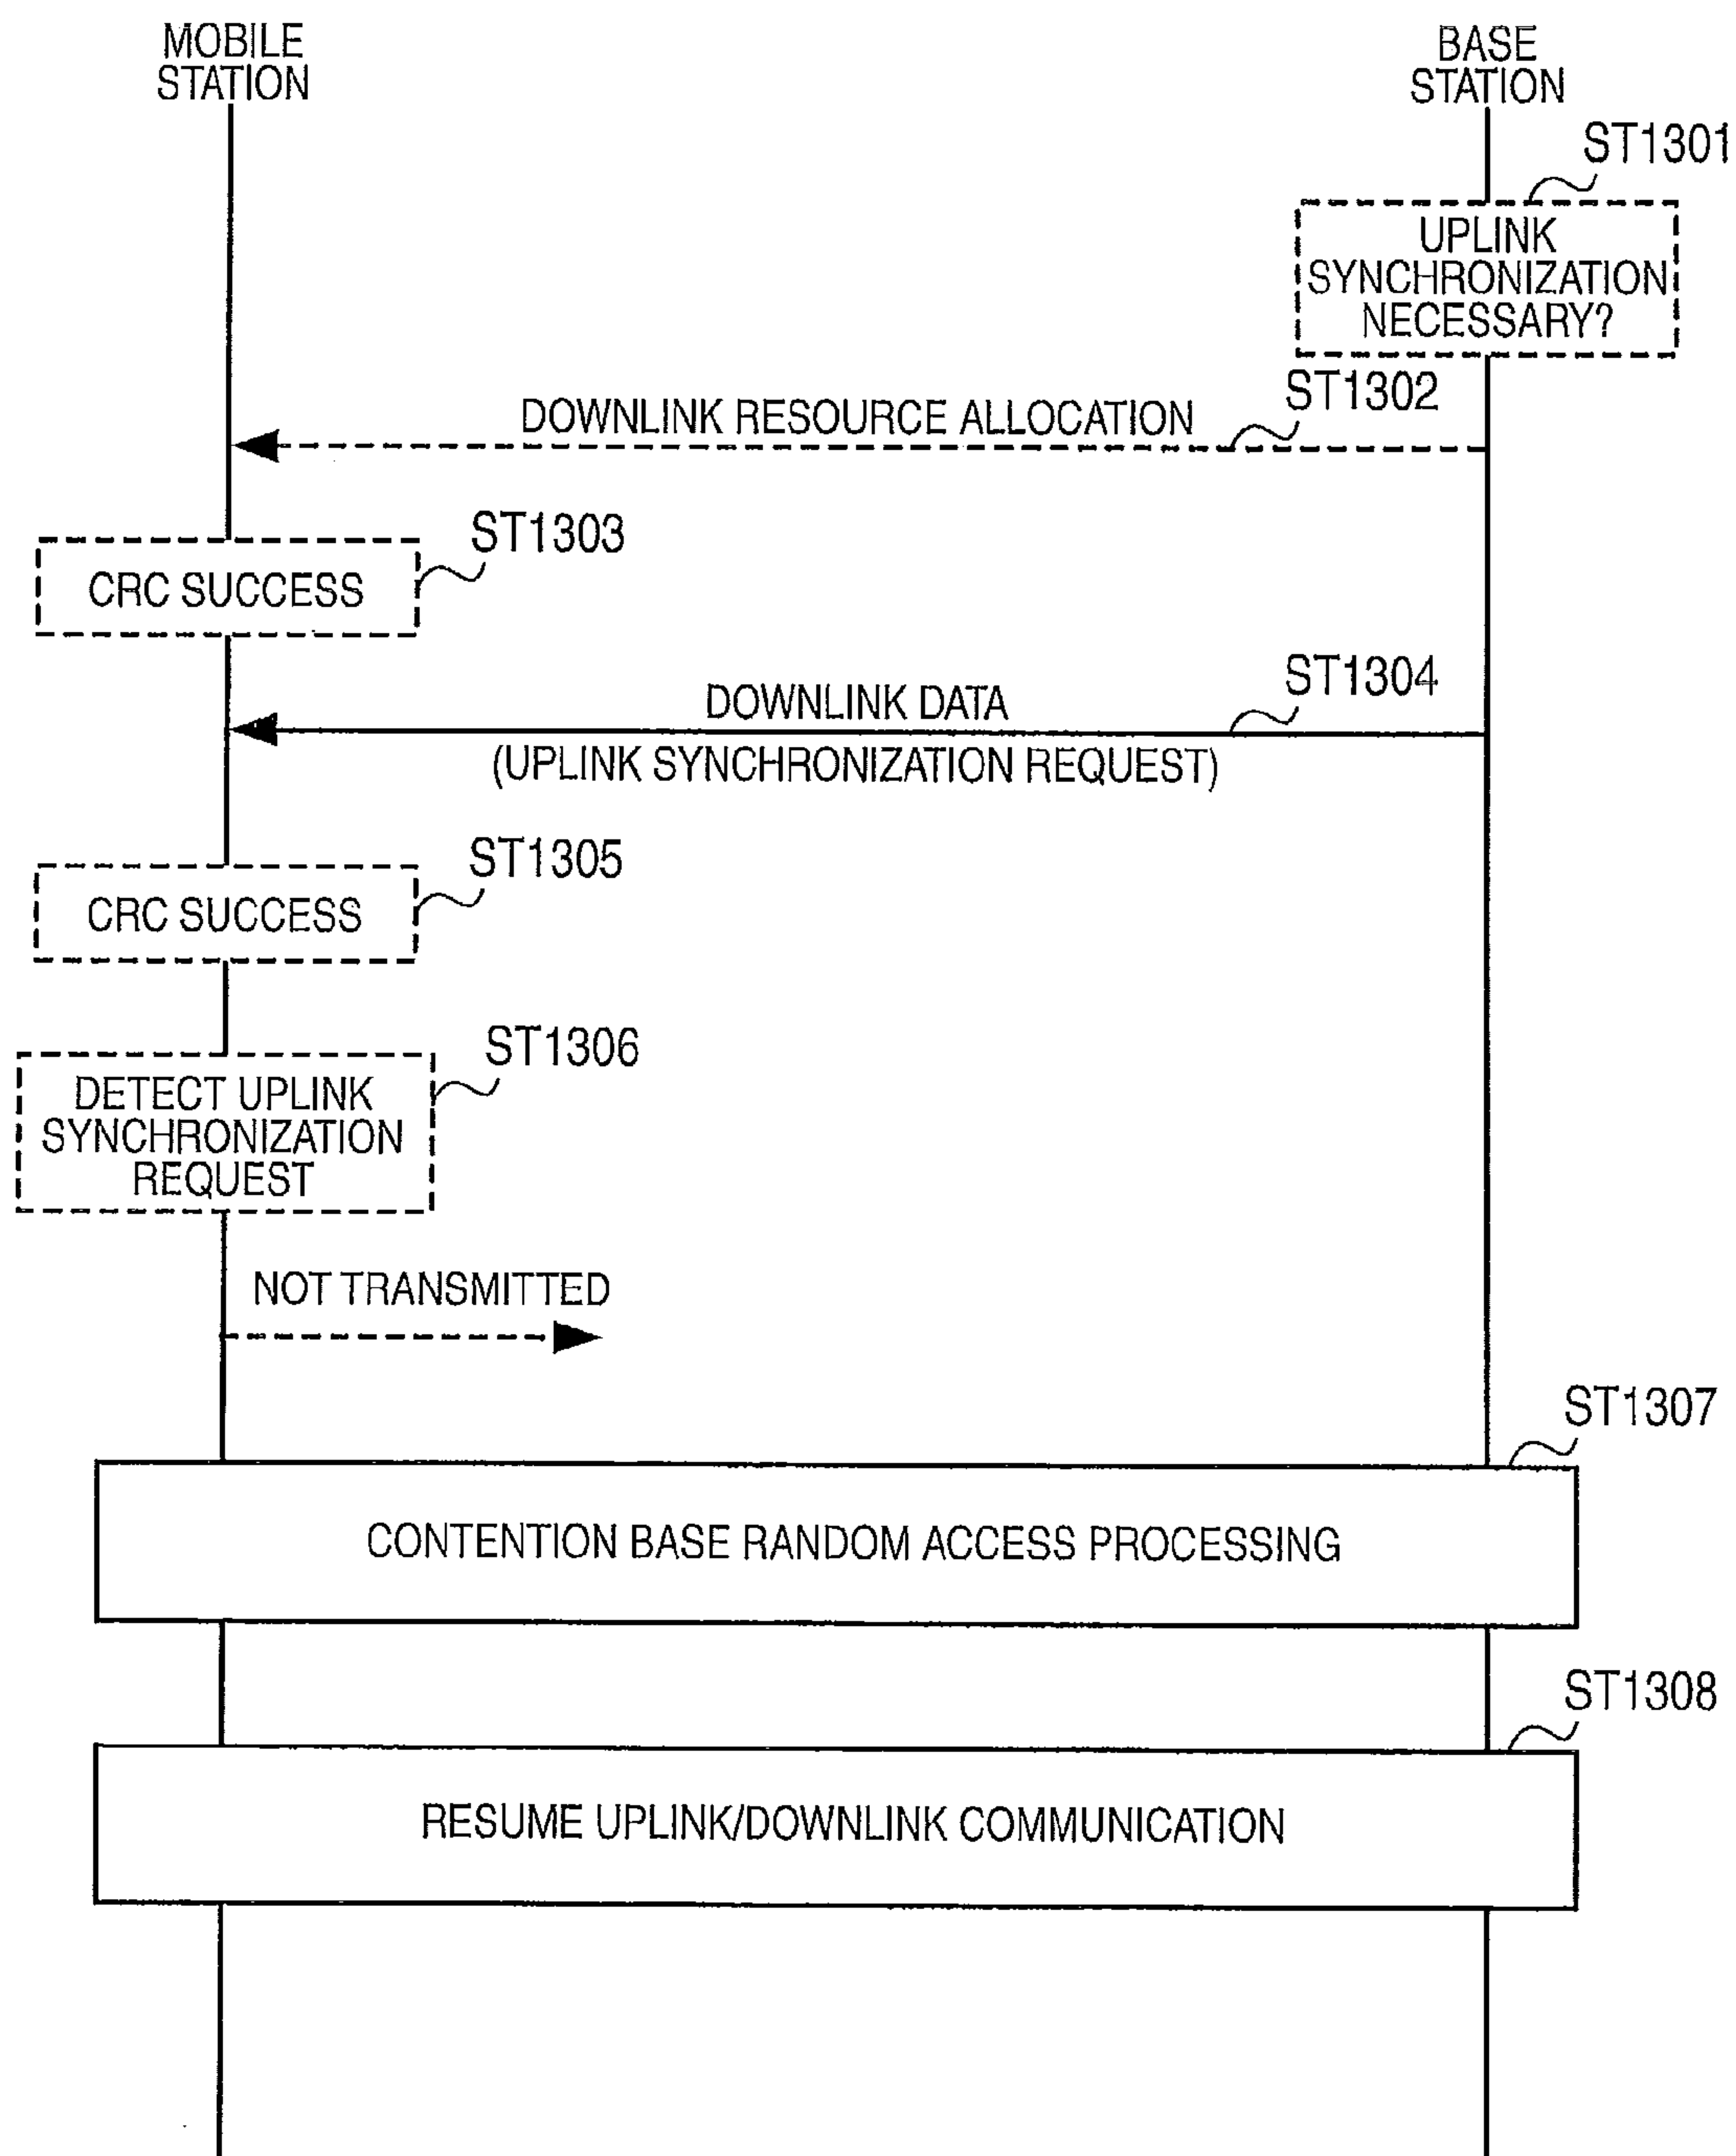 MOBILE
STATION
BASE
STATION
ST1301
UPLINK
SYNCHRONIZATION
NECESSARY?
ST1302
DOWNLINK RESOURCE ALLOCATION
ST1303
CRC SUCCESS
ST1304
DOWNLINK DATA
(UPLINK SYNCHRONIZATION REQUEST)
ST1305
CRC SUCCESS
ST1306
DETECT UPLINK
SYNCHRONIZATION
REQUEST
NOT TRANSMITTED
ST1307
CONTENTION BASE RANDOM ACCESS PROCESSING
ST1308
RESUME UPLINK/DOWNLINK COMMUNICATION